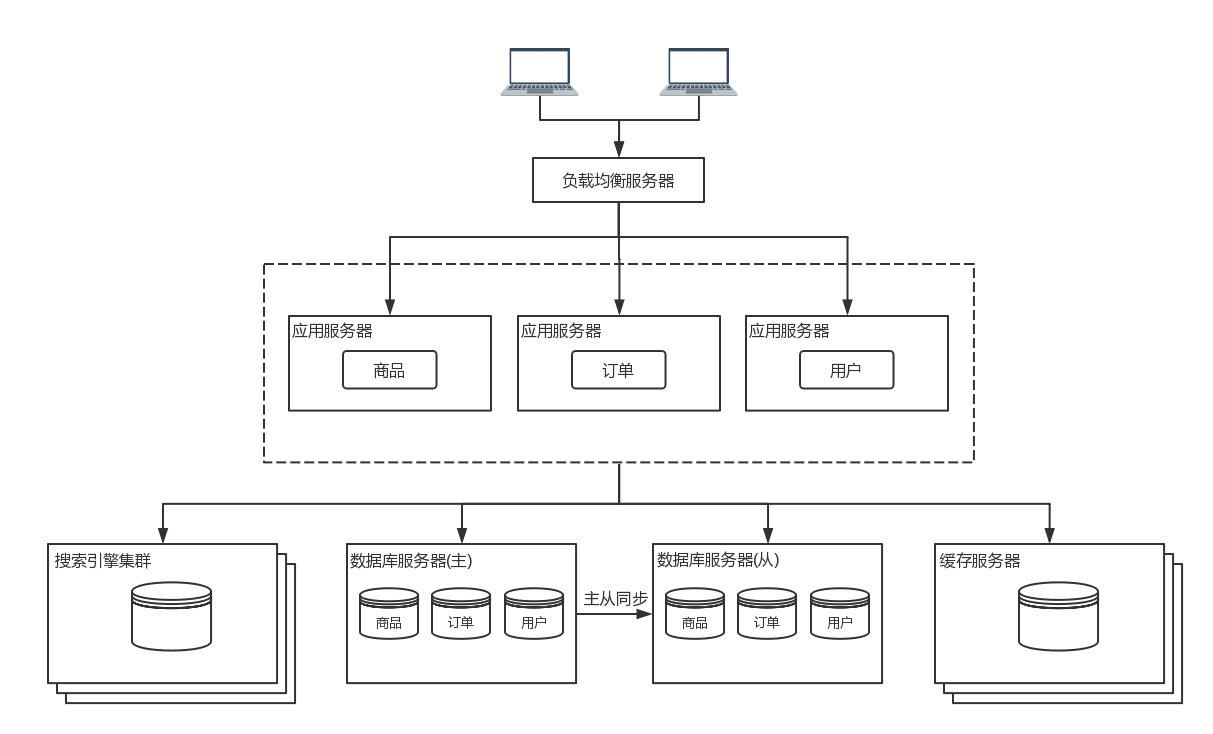 负载均衡服务器
应用服务器
商品
应用服务器
订单
应用服务器
用户
搜索引擎集群
数据库服务器(主)
商品
订单
用户
主从同步
数据库服务器(从)
商品
订单
用户
缓存服务器